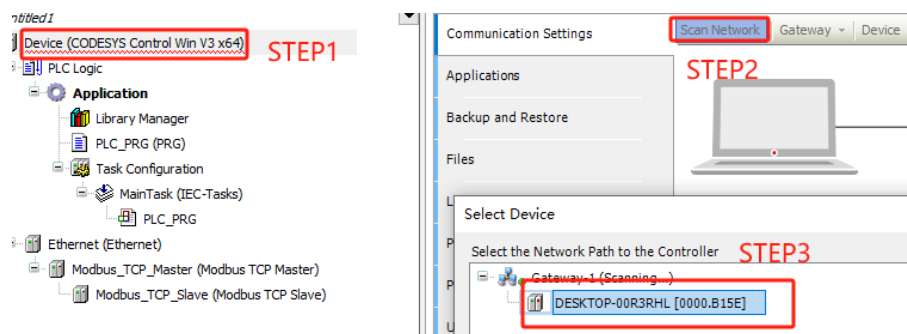 Device (CODESYS Control Win V3 x64)
STEP1
PLC Logic
Application
Library Manager
PLC_PRG (PRG)
Task Configuration
MainTask (IEC-Tasks)
PLC_PRG
Ethernet (Ethernet)
Modbus_TCP_Master (Modbus TCP Master)
Modbus_TCP_Slave (Modbus TCP Slave)
Communication Settings
Applications
Backup and Restore
Files
Scan Network
Gateway
Device
STEP2
Select Device
Select the Network Path to the Controller
STEP3
Gateway-1 (Scanning...)
DESKTOP-00R3RHL [0000.B15E]